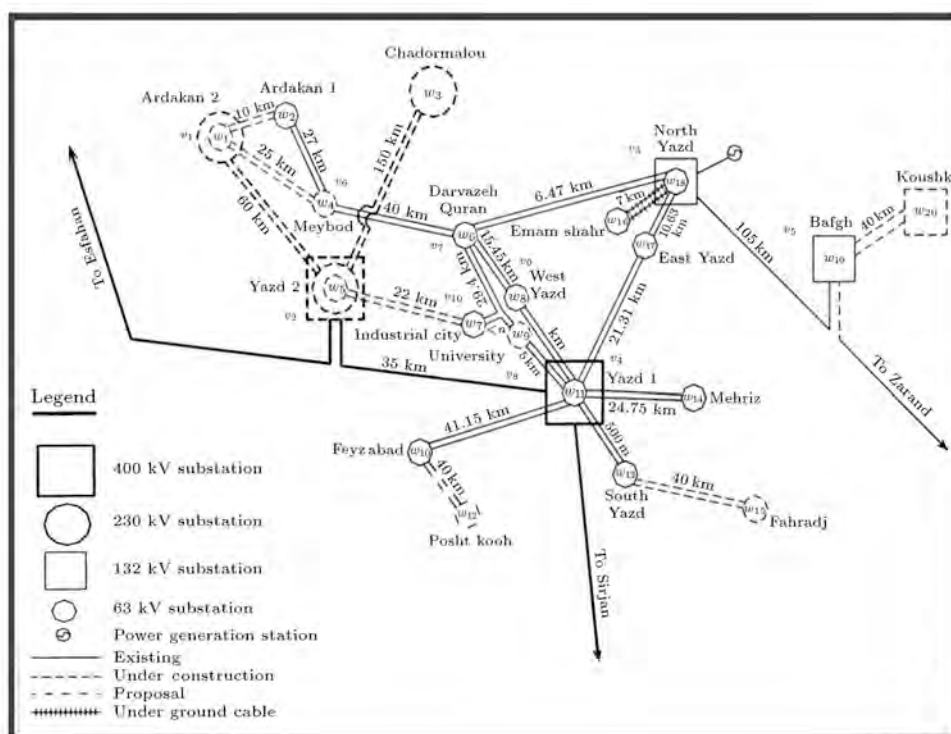 Chadormalou
w3
Ardakan 1
Ardakan 2
10 km
w2
w1
v1
27 km
25 km
150 km
North
Yazd
v3
w18
Koushk
w20
40 km
Bafgh
v5
w19
v6
w4
Meybod
40 km
Darvazeh
Quran
6.47 km
7 km
Emam shahr
w16
10.63
km
w17
East Yazd
w6
v7
60 km
To Esfahan
15.45 km
29.4 km
West
Yazd
w8
105 km
Yazd 2
w5
v2
22 km
v10
w7
Industrial city
w9
University
5 km
km
v8
21.31 km
v4
Yazd 1
w11
35 km
24.75 km
w14
Mehriz
To Zarand
41.15 km
Feyzabad
w10
40 km
w12
Posht kooh
500 m
w13
South
Yazd
40 km
w15
Fahradj
To Sirjan
Legend
400 kV substation
230 kV substation
132 kV substation
63 kV substation
Power generation station
Existing
Under construction
Proposal
Under ground cable